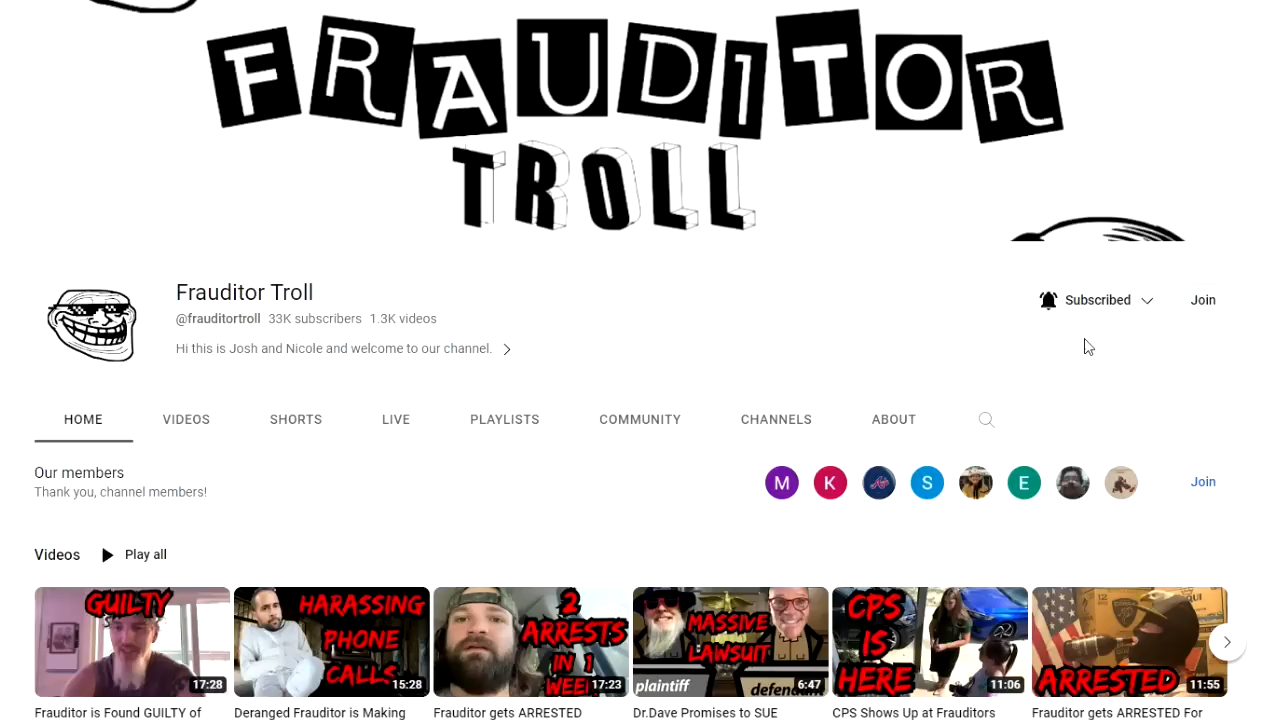 FRAUDITOR
TROLL
Frauditor Troll
@frauditortroll 33K subscribers 1.3K videos
Hi this is Josh and Nicole and welcome to our channel.
Subscribed
Join
HOME VIDEOS SHORTS LIVE PLAYLISTS COMMUNITY CHANNELS ABOUT
Our members
Thank you, channel members!
M K S E
Join
Videos Play all
GUILTY
17:28
HARASSING
PHONE
CALLS
15:28
2
ARRESTS
IN 1
WEEK
17:23
MASSIVE
LAWSUIT
plaintiff
defendant
6:47
CPS
IS
HERE
11:06
ARRESTED
11:55
Frauditor is Found GUILTY of
Deranged Frauditor is Making
Frauditor gets ARRESTED
Dr.Dave Promises to SUE
CPS Shows Up at Frauditors
Frauditor gets ARRESTED For